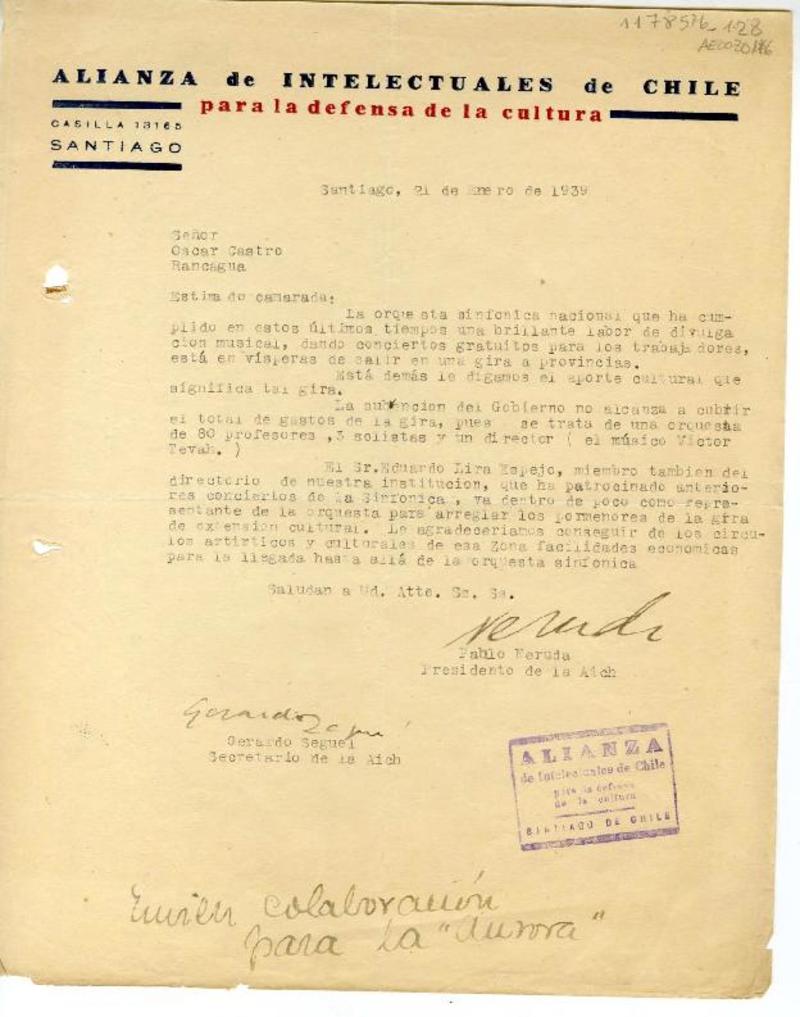 1178576-128
AE0030186
ALIANZA de INTELECTUALES de CHILE
para la defensa de la cultura
CASILLA 13165
SANTIAGO
Santiago, 21 de Enero de 1939
Señor
Oscar Castro
Rancagua
Estimado camarada:
La orquesta sinfonica nacional que ha cum-
plido en estos últimos tiempos una brillante labor de divulga
cion musical, dando conciertos gratuitos para los trabajadores,
está en vísperas de salir en una gira a provincias.
Está demás le digamos el aporte cultural que
significa tal gira.
La subencion del Gobierno no alcanza a cubrir
el total de gastos de la gira, pues se trata de una orquesta
de 80 profesores ,3 solistas y un director ( el músico Victor
Tevah. )
El Sr.Eduardo Lira Espejo, miembro tambien del
directorio de nuestra institucion, que ha patrocinado anterio-
res conciertos de la Sinfonica, va dentro de poco como repre-
sentante de la orquesta para arreglar los pormenores de la gira
de extension cultural. Le agradeceriamos conseguir de los circu-
los artirticos y culturales de esa zona facilidades economicas
para la llegada hasta allá de la orquesta sinfonica
Saludan a Ud. Atte. Ss. Ss.
Neruda
Pablo Neruda
Presidente de la Aich
Gerardo Seguel
Gerardo Seguel
Secretario de la Aich
ALIANZA
de Intelectuales de Chile
para la defensa
de la cultura
SANTIAGO DE CHILE
Envien colaboración
para la "Aurora"